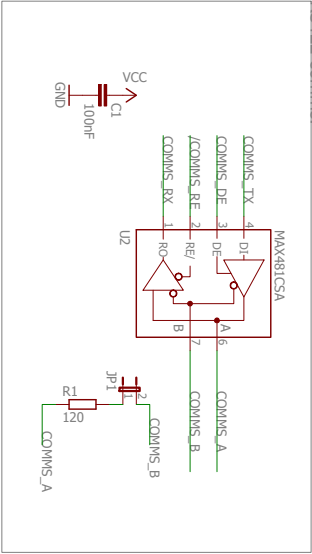 VCC
GND
C1
100nF
COMMS_TX
COMMS_DE
/COMMS_RE
COMMS_RX
4
3
2
1
MAX481CSA
U2
DI
DE
RE/
RO
A
B
6
7
COMMS_A
COMMS_B
JP1
1
2
R1
120
COMMS_B
COMMS_A